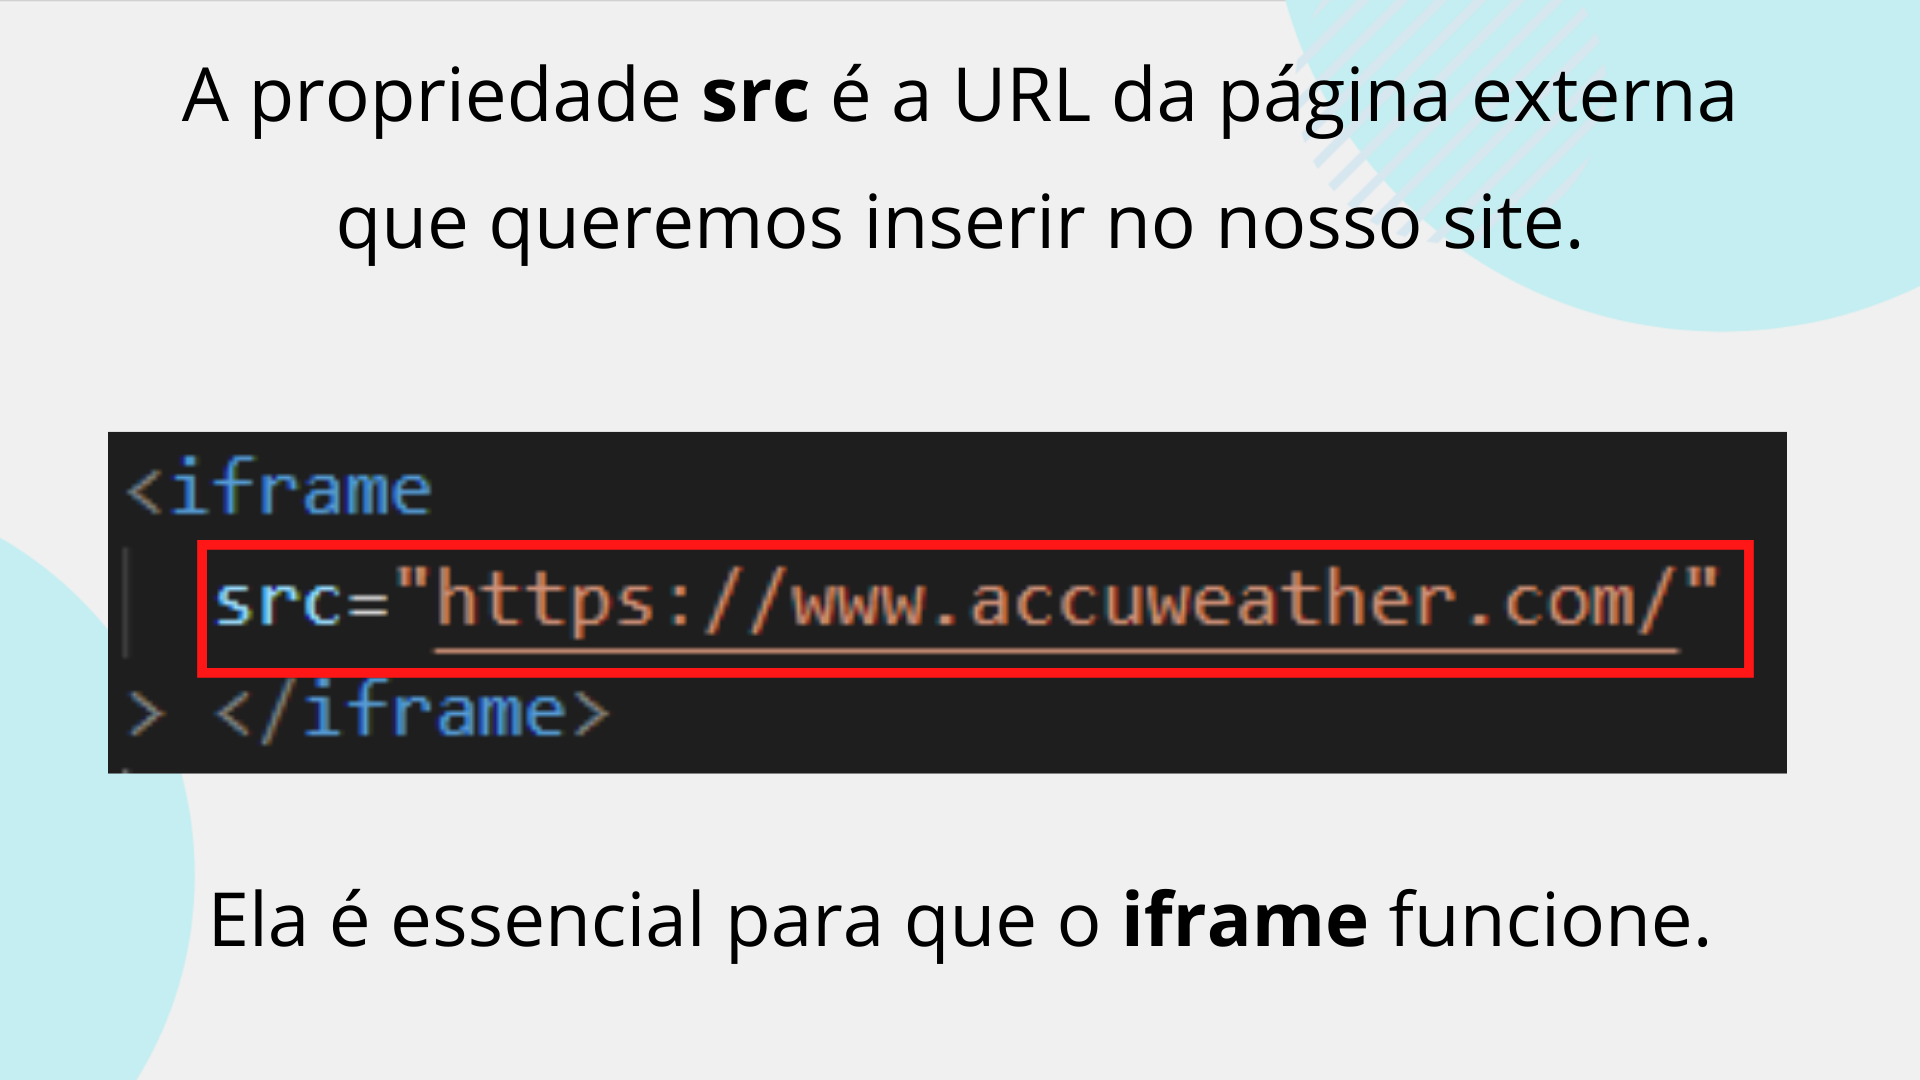 A propriedade src é a URL da página externa
que queremos inserir no nosso site.
<iframe
src="https://www.accuweather.com/"
> </iframe>
Ela é essencial para que o iframe funcione.